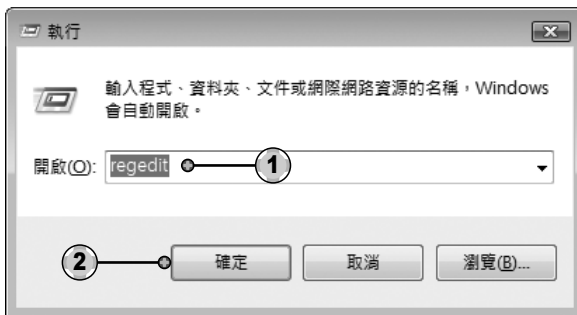 執行
輸入程式、資料夾、文件或網際網路資源的名稱，Windows
會自動開啟。
開啟(O): regedit 1
2 確定 取消 瀏覽(B)...